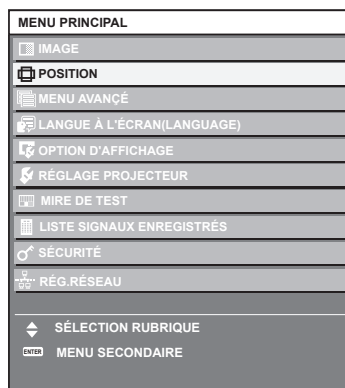 MENU PRINCIPAL
IMAGE
POSITION
MENU AVANÇÉ
LANGUE À L'ÉCRAN(LANGUAGE)
OPTION D'AFFICHAGE
RÉGLAGE PROJECTEUR
MIRE DE TEST
LISTE SIGNAUX ENREGISTRÉS
SÉCURITÉ
RÉG.RÉSEAU
SÉLECTION RUBRIQUE
ENTER MENU SECONDAIRE